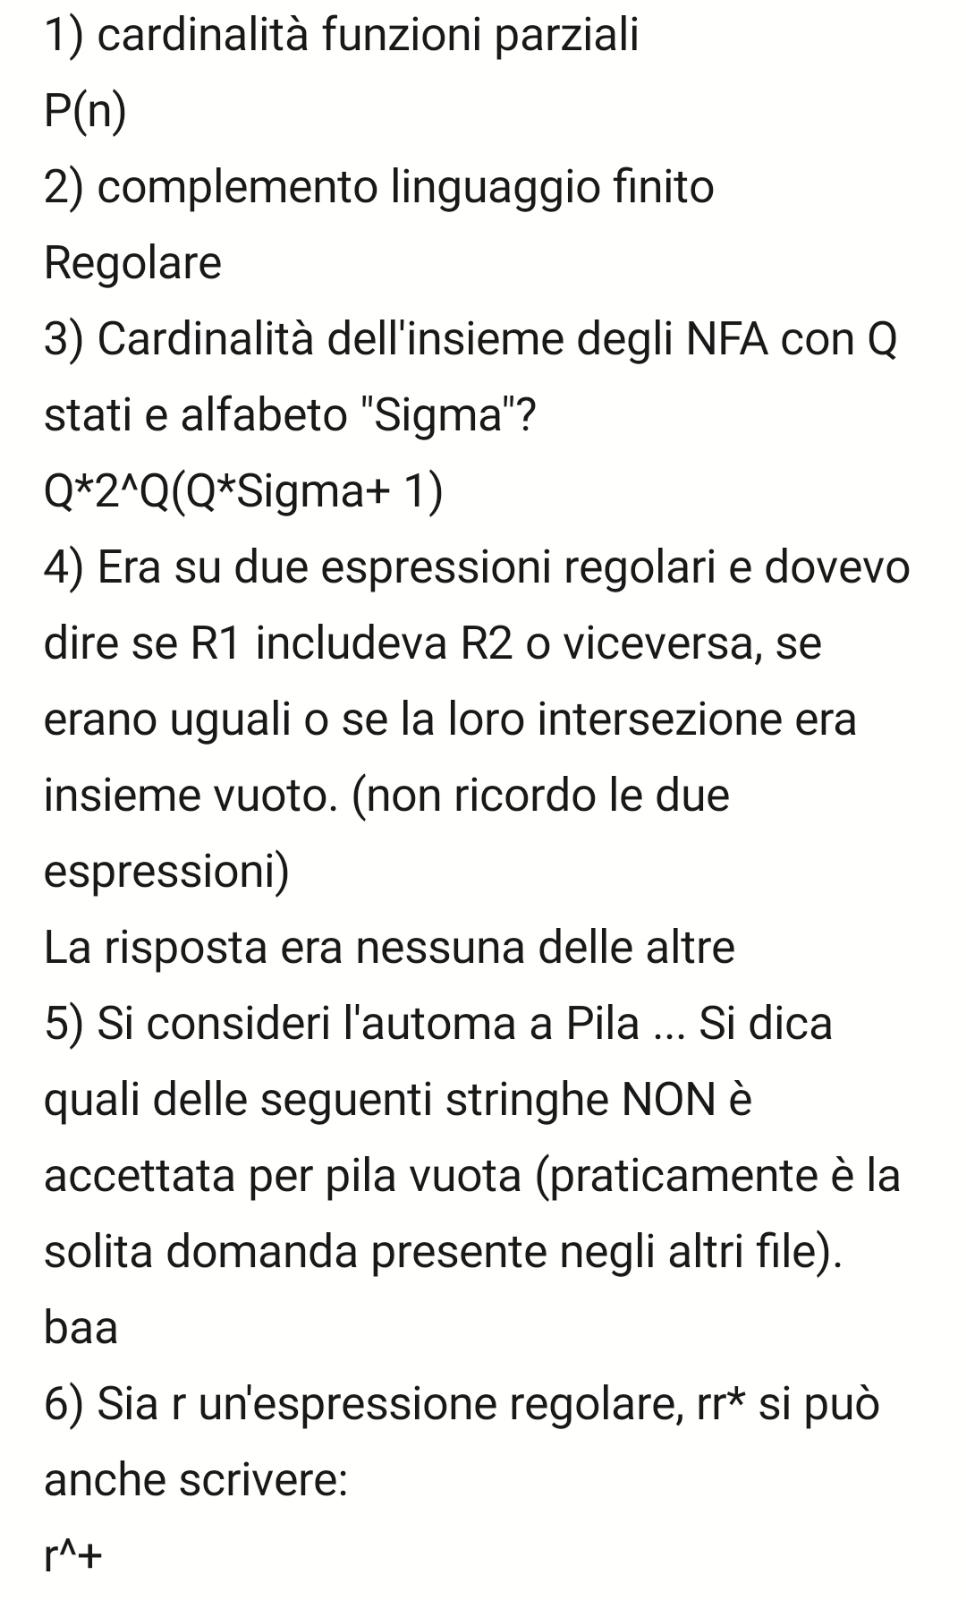 1) cardinalità funzioni parziali
P(n)
2) complemento linguaggio finito
Regolare
3) Cardinalità dell'insieme degli NFA con Q
stati e alfabeto "Sigma"?
Q*2^Q(Q*Sigma+ 1)
4) Era su due espressioni regolari e dovevo
dire se R1 includeva R2 o viceversa, se
erano uguali o se la loro intersezione era
insieme vuoto. (non ricordo le due
espressioni)
La risposta era nessuna delle altre
5) Si consideri l'automa a Pila ... Si dica
quali delle seguenti stringhe NON è
accettata per pila vuota (praticamente è la
solita domanda presente negli altri file).
baa
6) Sia r un'espressione regolare, rr* si può
anche scrivere:
r^+